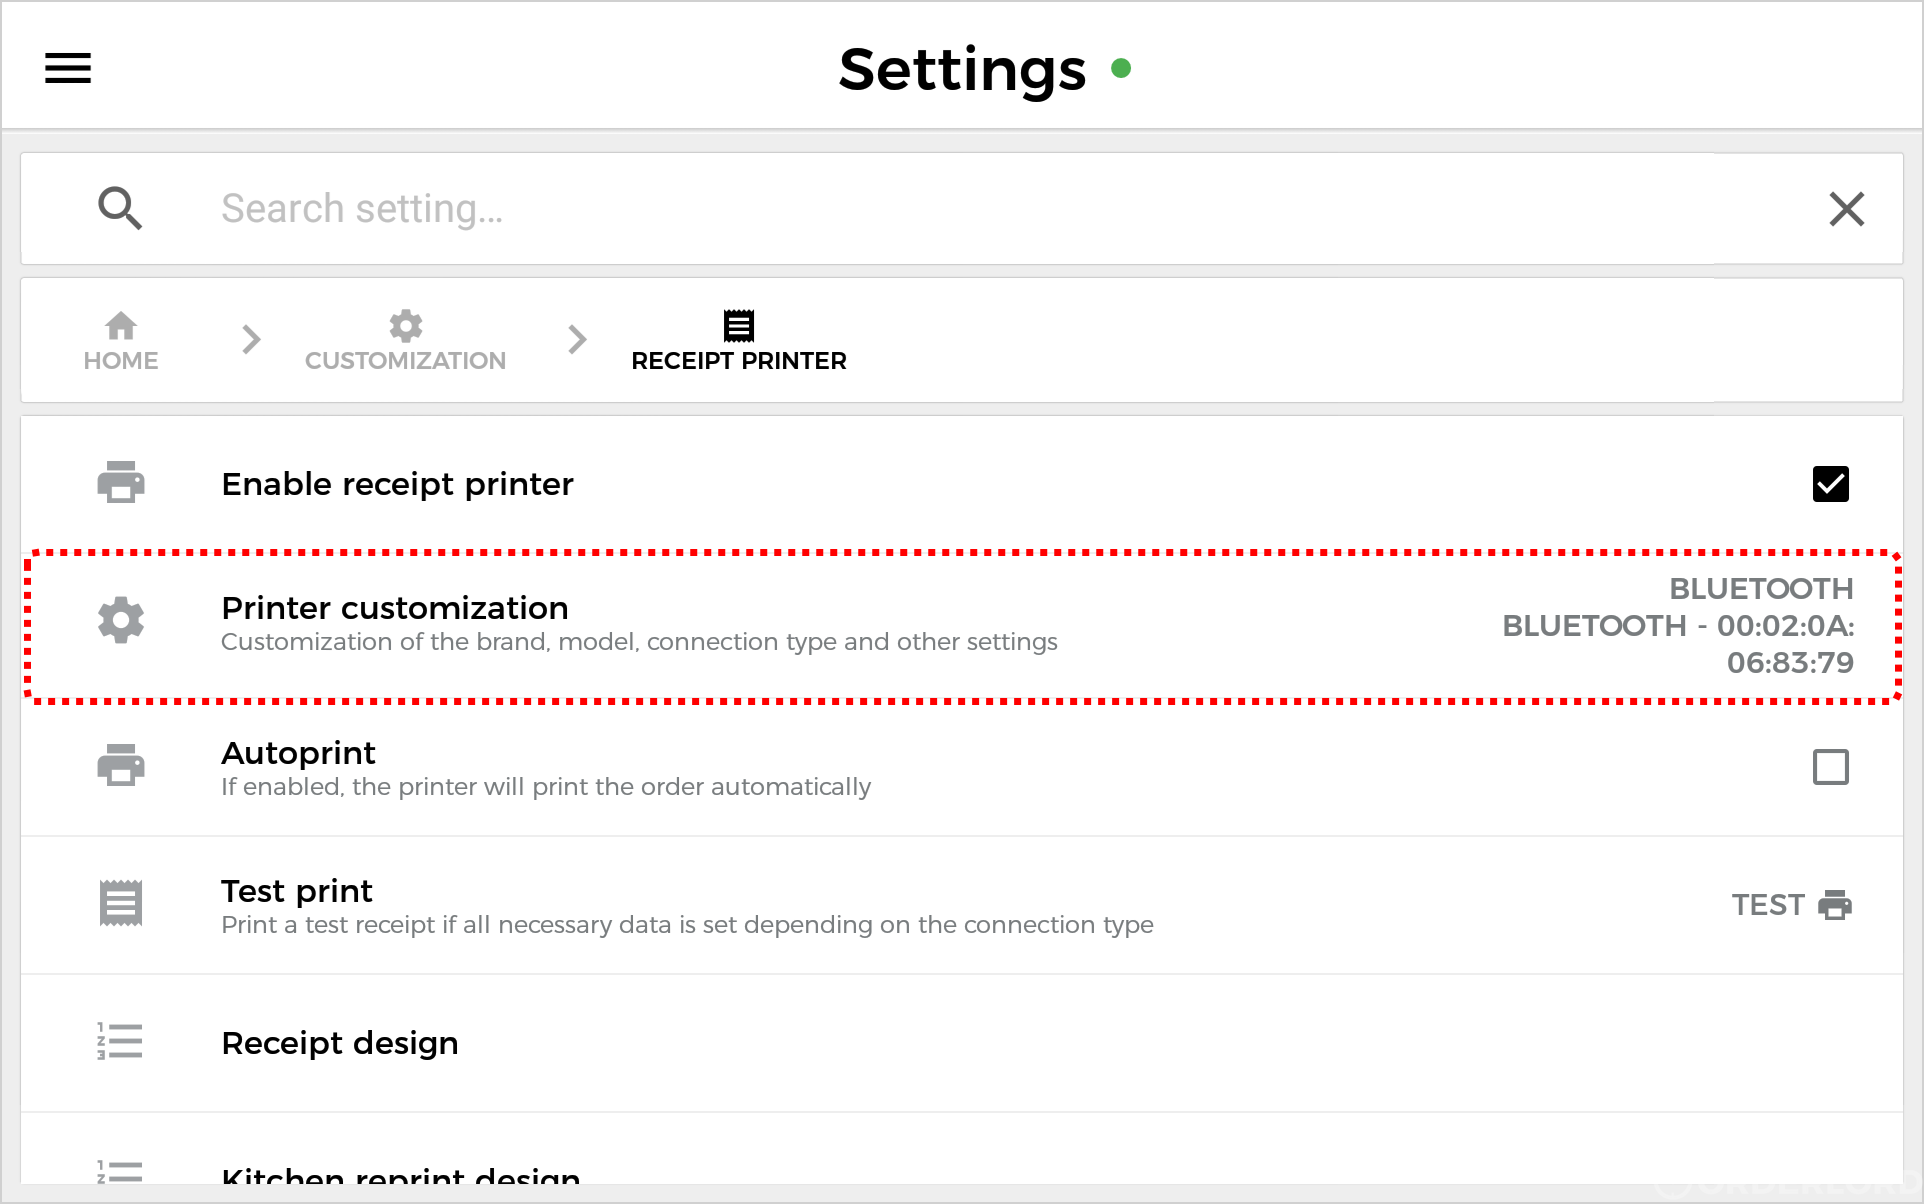 Settings
Search setting...
HOME
CUSTOMIZATION
RECEIPT PRINTER
Enable receipt printer
Printer customization
Customization of the brand, model, connection type and other settings
BLUETOOTH
BLUETOOTH - 00:02:0A:
06:83:79
Autoprint
If enabled, the printer will print the order automatically
Test print
Print a test receipt if all necessary data is set depending on the connection type
TEST
Receipt design
Kitchen reprint design